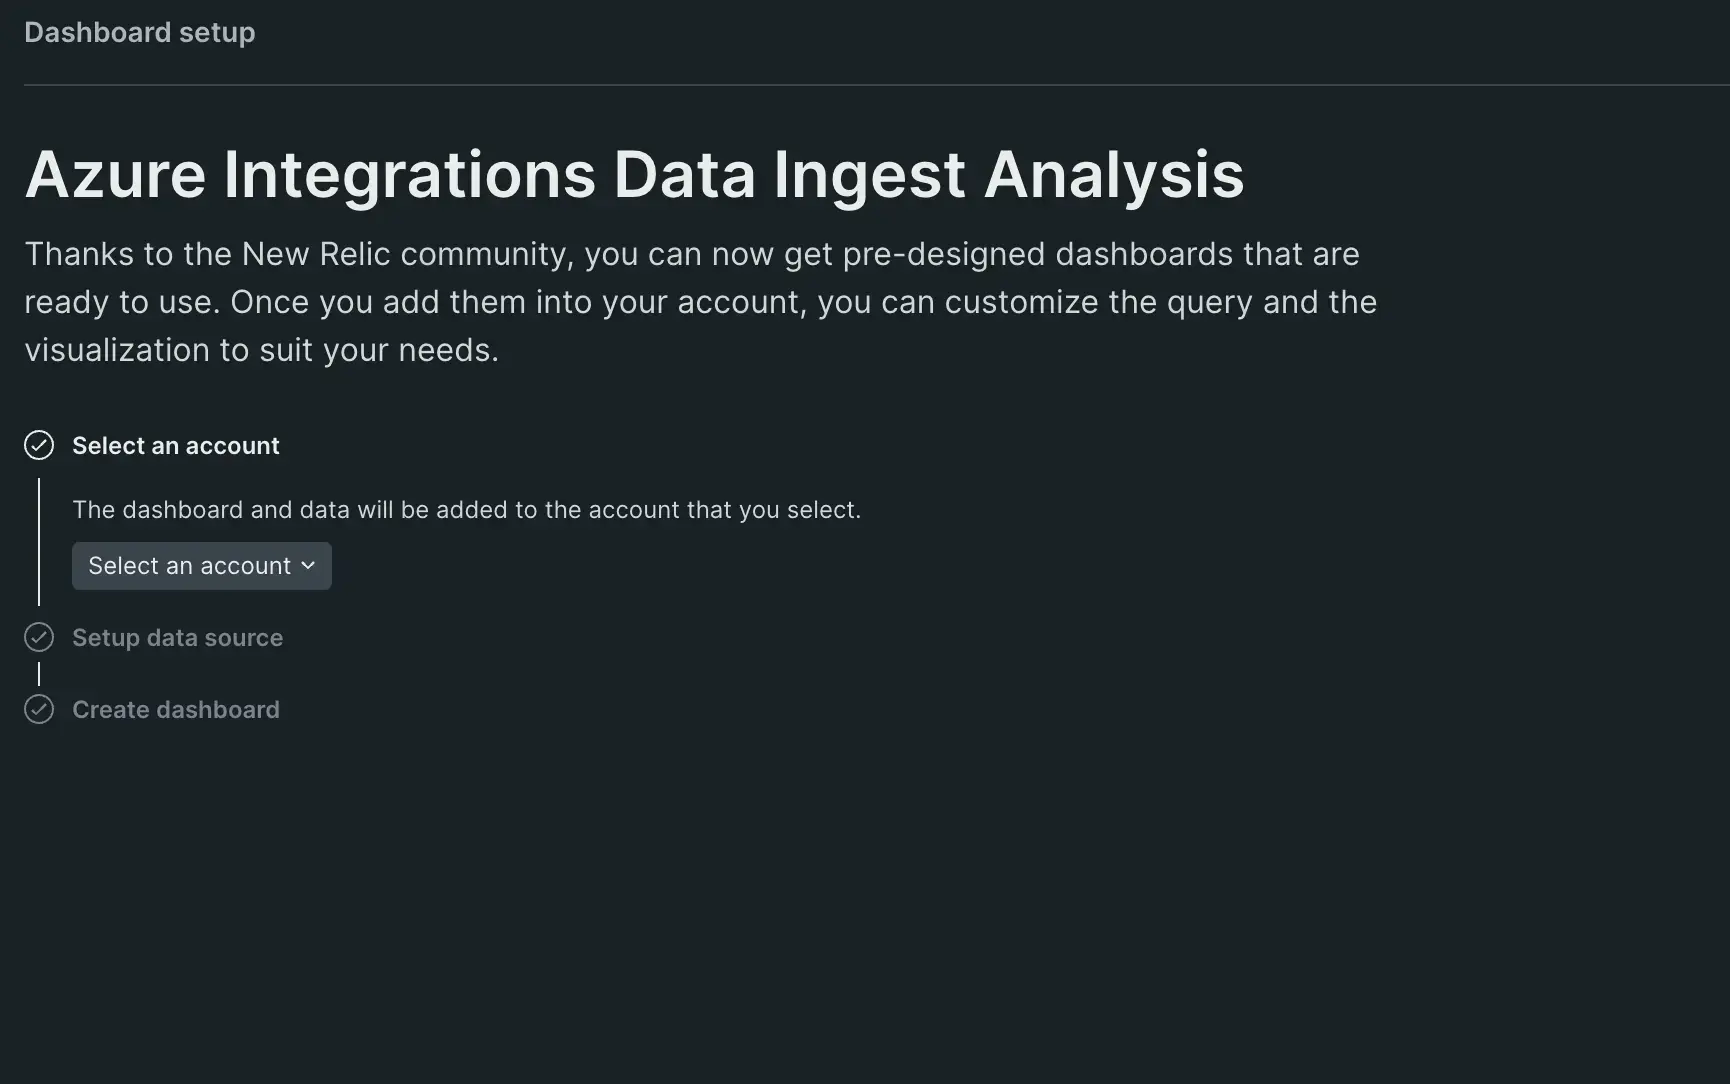 Dashboard setup
Azure Integrations Data Ingest Analysis
Thanks to the New Relic community, you can now get pre-designed dashboards that are
ready to use. Once you add them into your account, you can customize the query and the
visualization to suit your needs.
Select an account
The dashboard and data will be added to the account that you select.
Select an account
Setup data source
Create dashboard